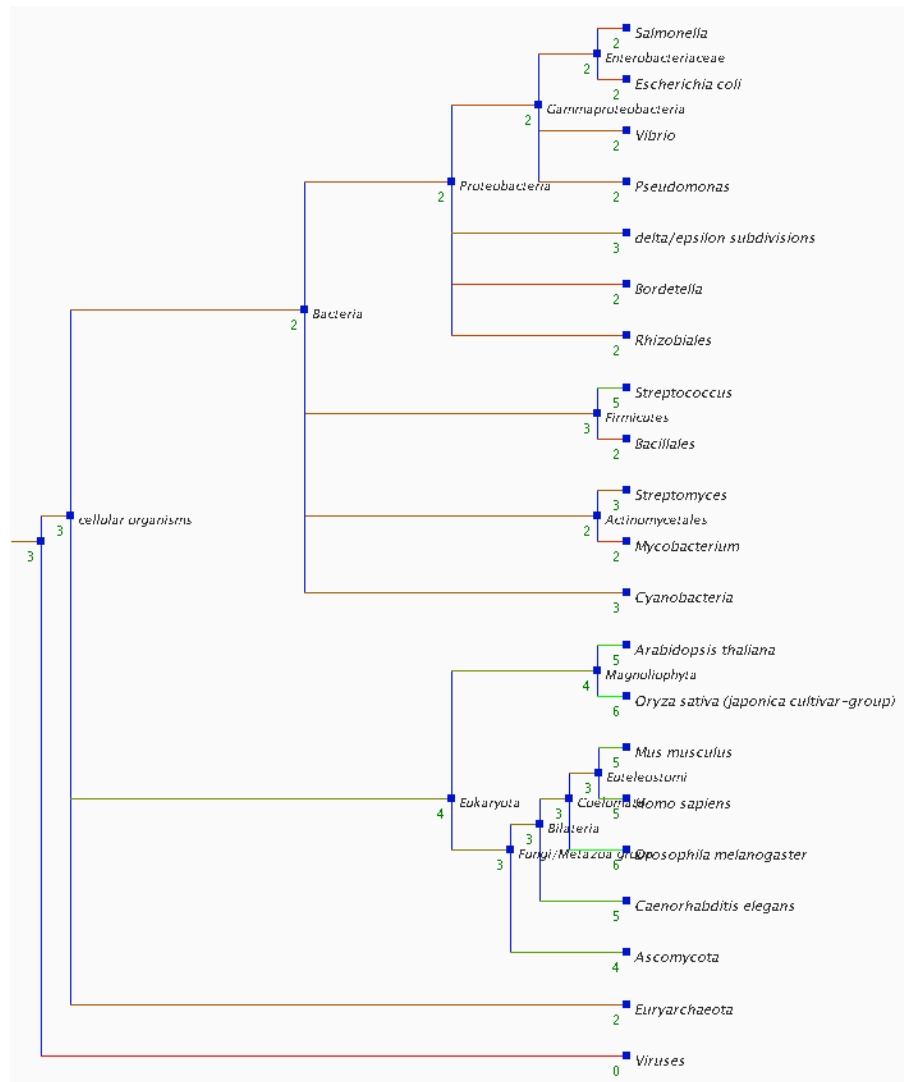 Salmonella
2
Enterobacteriaceae
2
Escherichia coli
2
Gammaproteobacteria
2
Vibrio
2
Proteobacteria
2
Pseudomonas
2
delta/epsilon subdivisions
3
Bordetella
2
Bacteria
2
Rhizobiales
2
Streptococcus
5
Firmicutes
3
Bacillales
2
Streptomyces
3
cellular organisms
3
Actinomycetales
2
Mycobacterium
2
3
Cyanobacteria
3
Arabidopsis thaliana
5
Magnoliophyta
4
Oryza sativa (japonica cultivar-group)
6
Mus musculus
5
Euteleostomi
3
Eukaryota
4
Coelomata
3
Homo sapiens
5
Bilateria
3
Fungi/Metazoa group
3
Drosophila melanogaster
6
Caenorhabditis elegans
5
Ascomycota
4
Euryarchaeota
2
Viruses
0